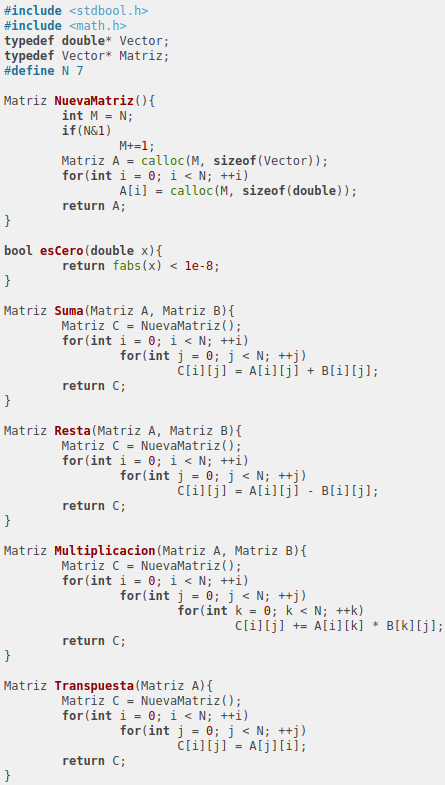 #include <stdbool.h>
#include <math.h>
typedef double* Vector;
typedef Vector* Matriz;
#define N 7

Matriz NuevaMatriz(){
        int M = N;
        if(N&1)
                M+=1;
        Matriz A = calloc(M, sizeof(Vector));
        for(int i = 0; i < N; ++i)
                A[i] = calloc(M, sizeof(double));
        return A;
}

bool esCero(double x){
        return fabs(x) < 1e-8;
}

Matriz Suma(Matriz A, Matriz B){
        Matriz C = NuevaMatriz();
        for(int i = 0; i < N; ++i)
                for(int j = 0; j < N; ++j)
                        C[i][j] = A[i][j] + B[i][j];
        return C;
}

Matriz Resta(Matriz A, Matriz B){
        Matriz C = NuevaMatriz();
        for(int i = 0; i < N; ++i)
                for(int j = 0; j < N; ++j)
                        C[i][j] = A[i][j] - B[i][j];
        return C;
}

Matriz Multiplicacion(Matriz A, Matriz B){
        Matriz C = NuevaMatriz();
        for(int i = 0; i < N; ++i)
                for(int j = 0; j < N; ++j)
                        for(int k = 0; k < N; ++k)
                                C[i][j] += A[i][k] * B[k][j];
        return C;
}

Matriz Transpuesta(Matriz A){
        Matriz C = NuevaMatriz();
        for(int i = 0; i < N; ++i)
                for(int j = 0; j < N; ++j)
                        C[i][j] = A[j][i];
        return C;
}